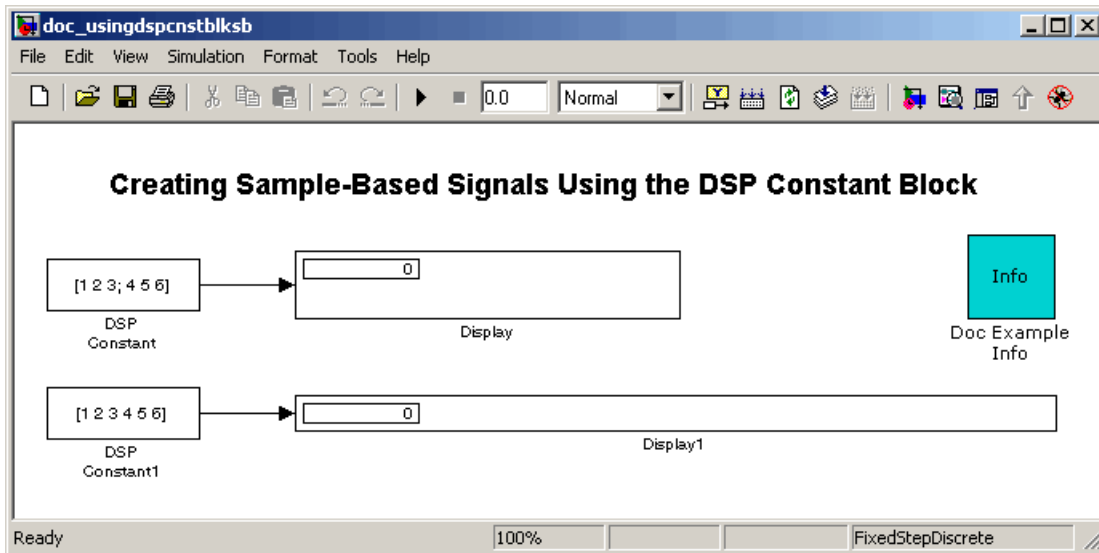 doc_usingdspcnstblksb
File Edit View Simulation Format Tools Help
0.0 Normal
Creating Sample-Based Signals Using the DSP Constant Block
[1 2 3; 4 5 6]
0
DSP
Constant
Display
Info
Doc Example
Info
[1 2 3 4 5 6]
0
DSP
Constant1
Display1
Ready 100% FixedStepDiscrete